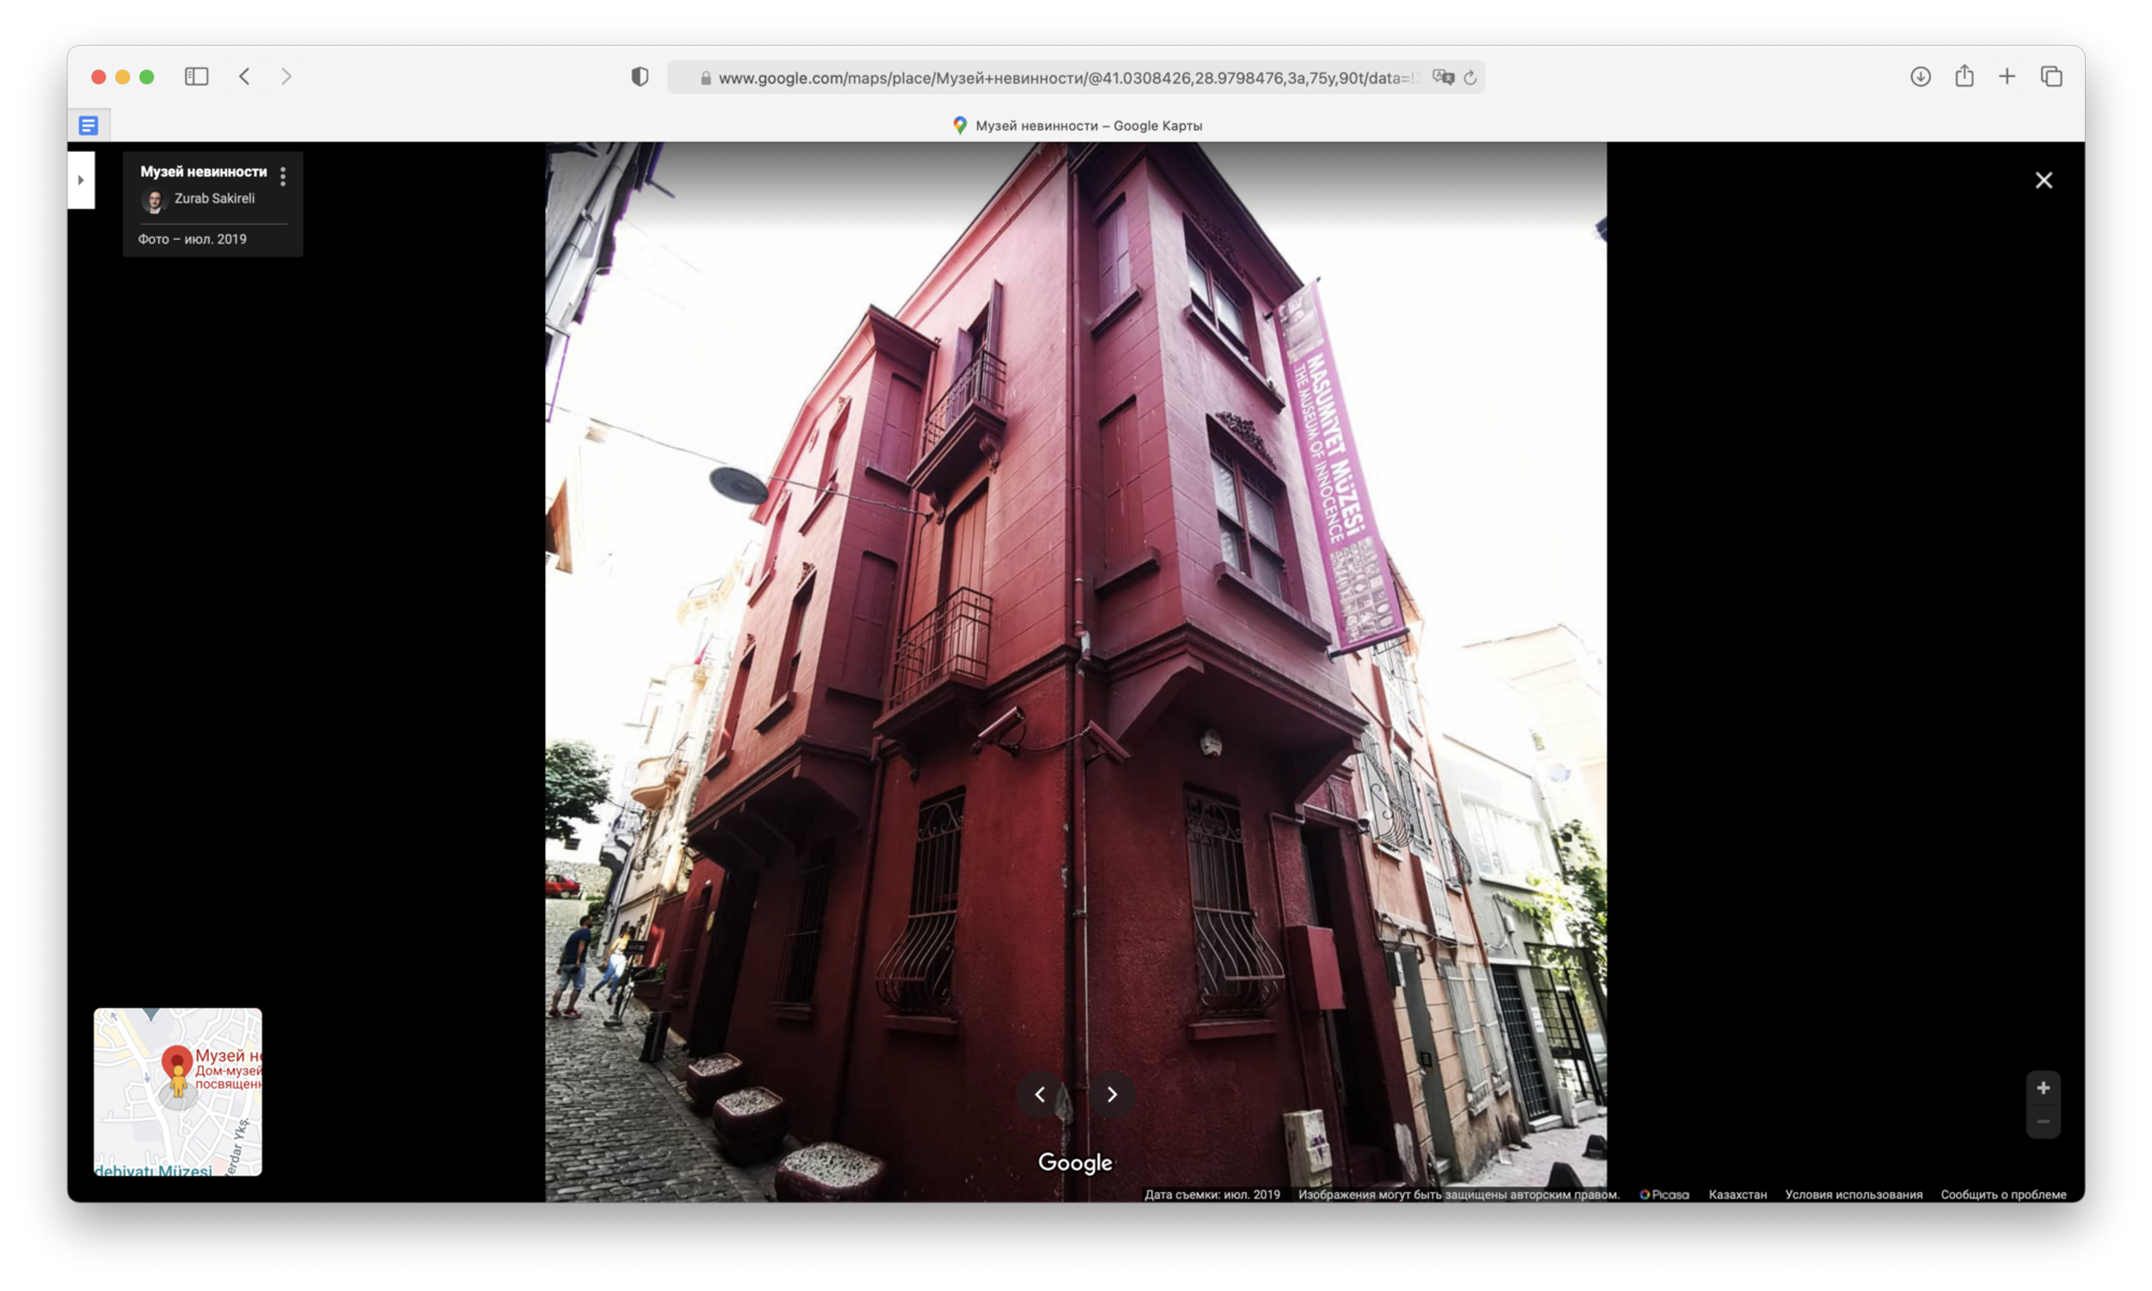 www.google.com/maps/place/Музей+невинности/@41.0308426,28.9798476,3a,75y,90t/data=!
Музей невинности – Google Карты
Музей невинности
Zurab Sakireli
Фото – июл. 2019
MASUMiYET MÜZESi
THE MUSEUM OF INNOCENCE
Музей н
Дом-музей
посвящен
erdar Ykş.
debiyatı Müzesi
Google
Дата съемки: июл. 2019 Изображения могут быть защищены авторским правом. Picasa Казахстан Условия использования Сообщить о проблеме